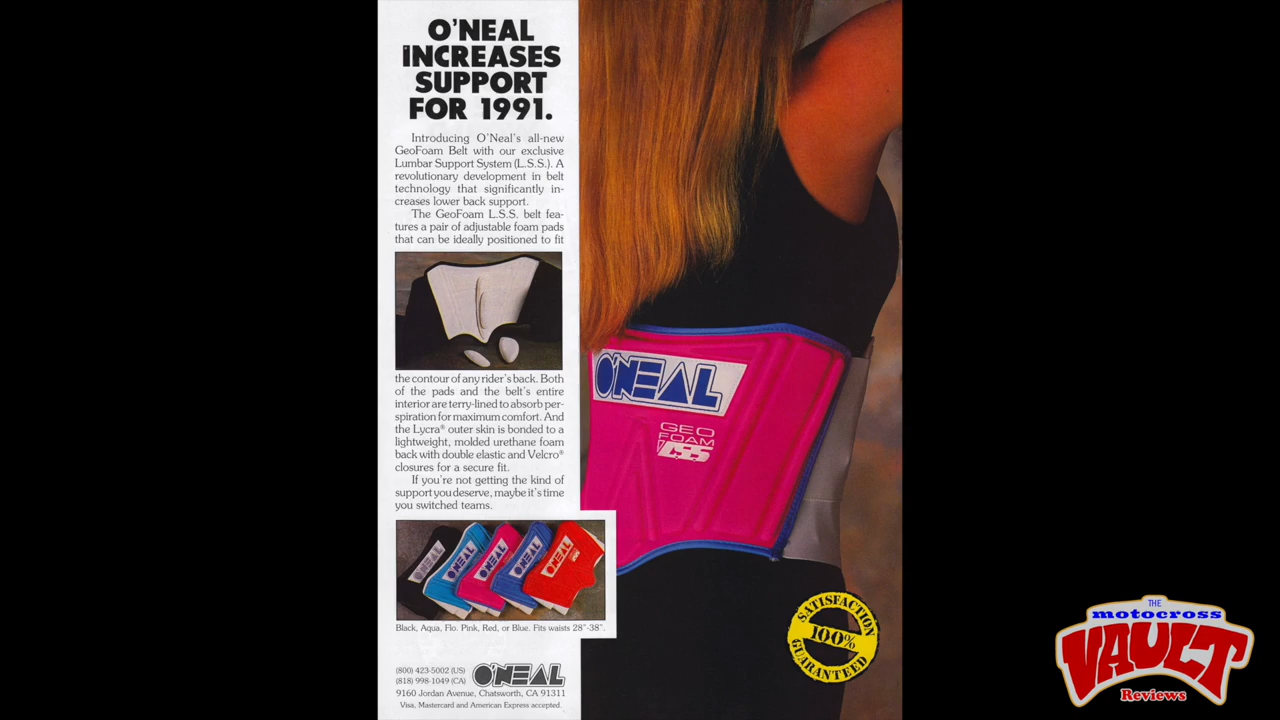 O'NEAL
INCREASES
SUPPORT
FOR 1991.
Introducing O'Neal's all-new
GeoFoam Belt with our exclusive
Lumbar Support System (L.S.S.). A
revolutionary development in belt
technology that significantly in-
creases lower back support.
The GeoFoam L.S.S. belt fea-
tures a pair of adjustable foam pads
that can be ideally positioned to fit
the contour of any rider's back. Both
of the pads and the belt's entire
interior are terry-lined to absorb per-
spiration for maximum comfort. And
the Lycra® outer skin is bonded to a
lightweight, molded urethane foam
back with double elastic and Velcro®
closures for a secure fit.
If you're not getting the kind of
support you deserve, maybe it's time
you switched teams.
O'NEAL
O'NEAL
O'NEAL
O'NEAL
O'NEAL
Black, Aqua, Flo. Pink, Red, or Blue. Fits waists 28"-38".
(800) 423-5002 (US)
(818) 998-1049 (CA)
O'NEAL
9160 Jordan Avenue, Chatsworth, CA 91311
Visa, Mastercard and American Express accepted.
O'NEAL
GEO
FOAM
LSS
SATISFACTION
100%
GUARANTEED
THE
motocross
VAULT
Reviews